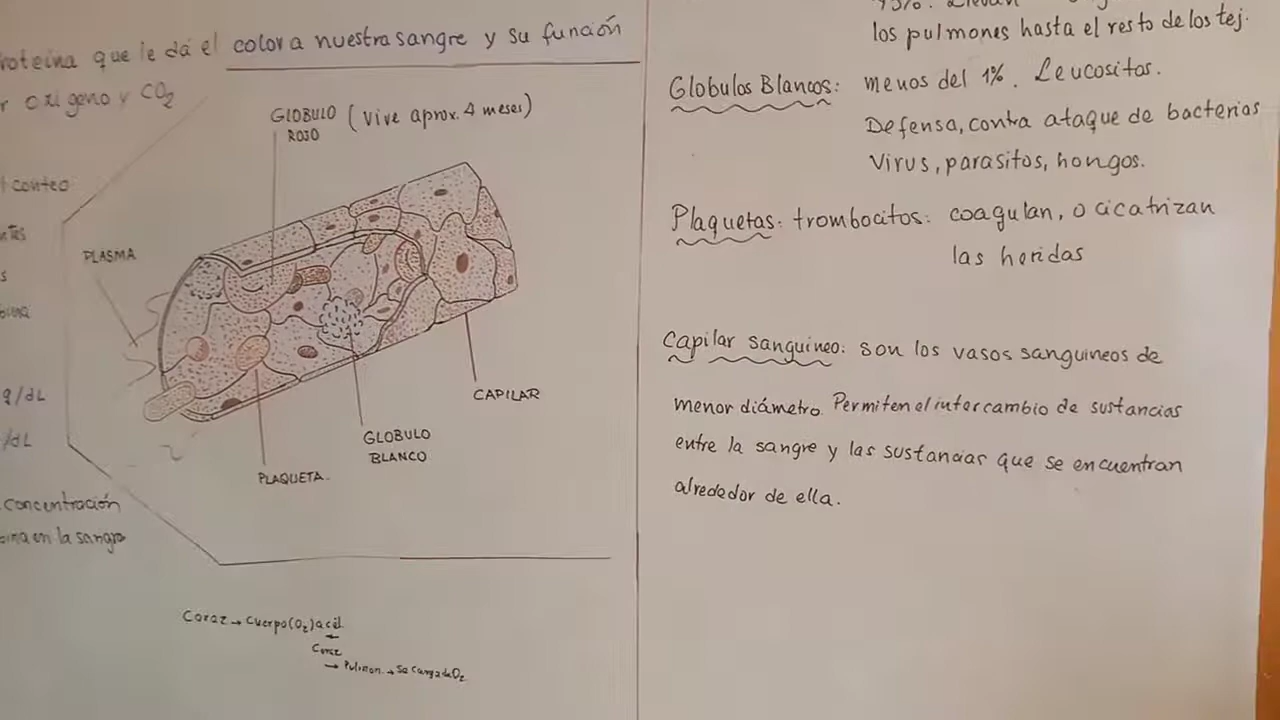 que le dá el color a nuestra sangre y su función
oxigeno y CO2
GLOBULO ROJO (vive aprox. 4 meses)
conteo
PLASMA
g/dL
/dL
CAPILAR
GLOBULO
BLANCO
PLAQUETA.
concentración
en la sangre
Coraz → Cuerpo (O2) a cél
←
Coraz
→ Pulmon. → Se carga de O2
los pulmones hasta el resto de los tej.
Globulos Blancos: menos del 1%. Leucositos.
Defensa, contra ataque de bacterias
Virus, parasitos, hongos.
Plaquetas: trombocitos: coagulan, o cicatrizan
las heridas
Capilar sanguineo: son los vasos sanguineos de
menor diámetro. Permiten el intercambio de sustancias
entre la sangre y las sustancias que se encuentran
alrededor de ella.